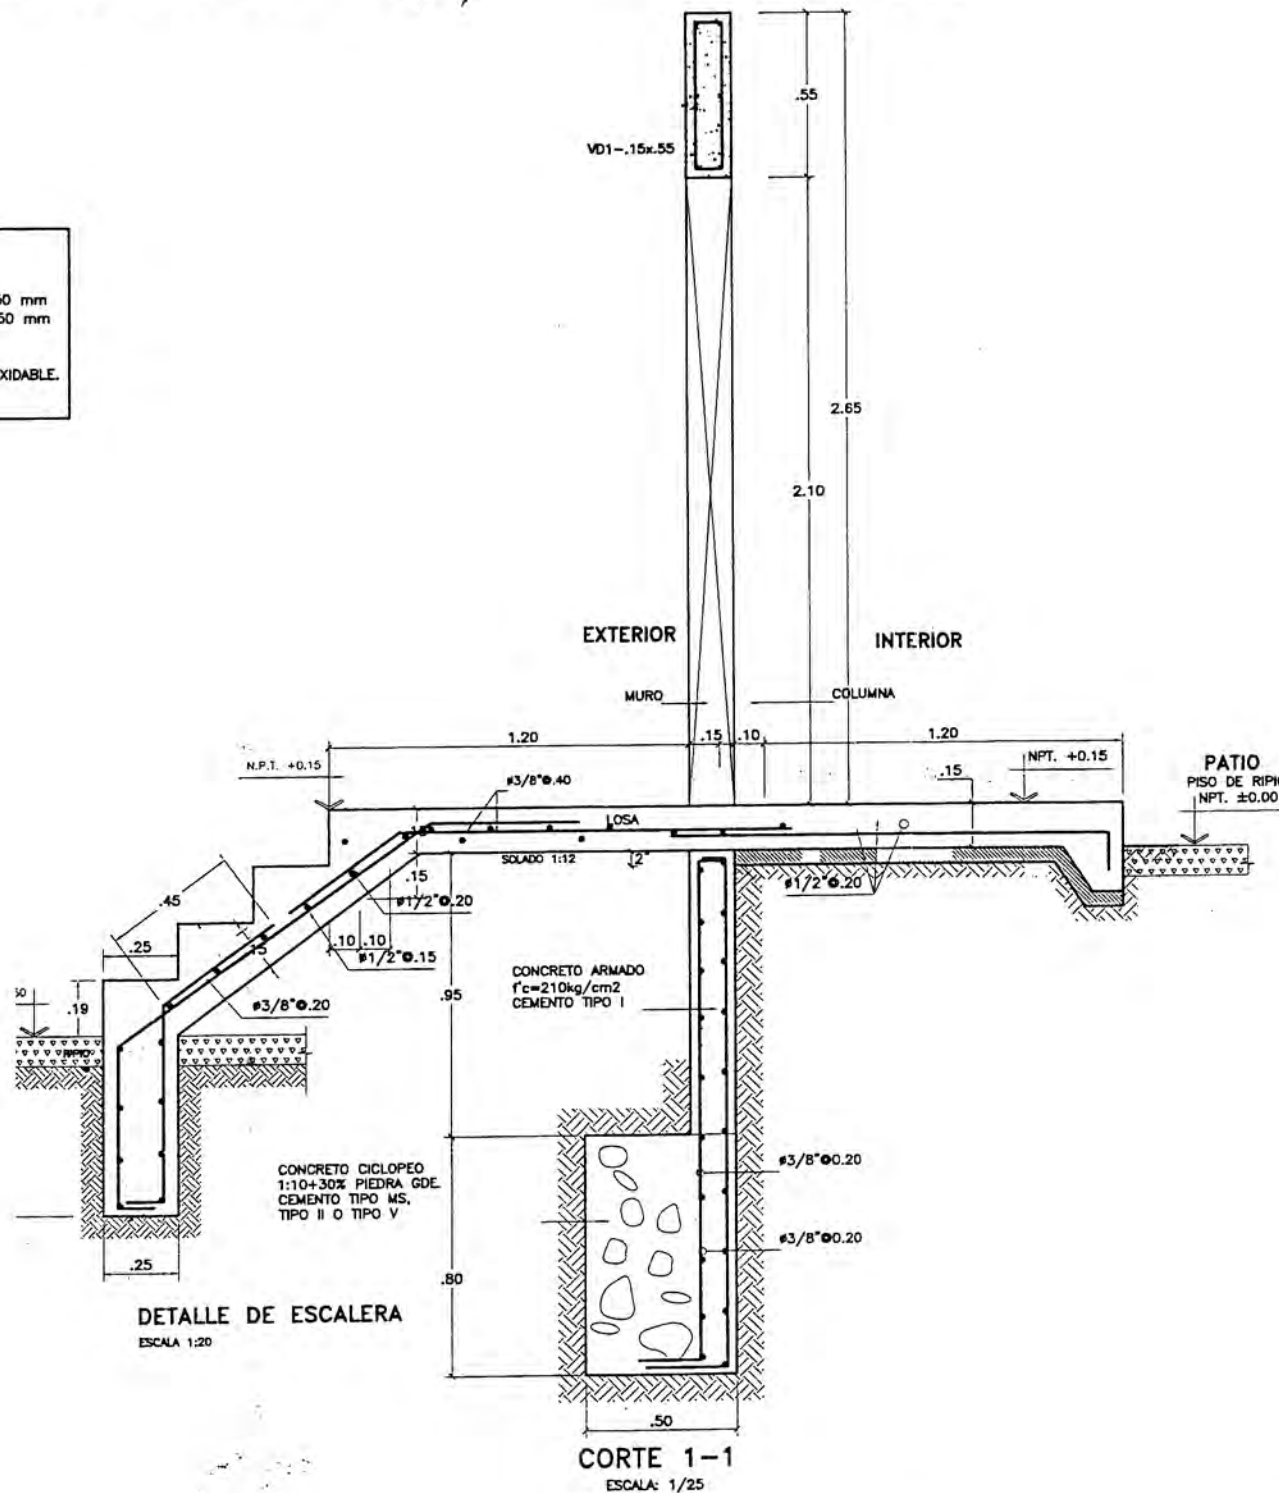 .55
VD1-.15x.55
50 mm
50 mm
XIDABLE.
2.65
2.10
EXTERIOR
INTERIOR
MURO
COLUMNA
1.20
.15
.10
1.20
N.P.T. +0.15
NPT. +0.15
PATIO
PISO DE RIPIO
NPT. ±0.00
ø3/8"@.40
.15
LOSA
SOLADO 1:12
2"
.15
ø1/2"@.20
ø1/2"@.20
.45
.25
.15
.10
.10
ø1/2"@.15
CONCRETO ARMADO
f'c=210kg/cm2
CEMENTO TIPO I
.95
.19
ø3/8"@.20
RIPIO
CONCRETO CICLOPEO
1:10+30% PIEDRA GDE.
CEMENTO TIPO MS,
TIPO II O TIPO V
ø3/8"@0.20
ø3/8"@0.20
.25
.80
DETALLE DE ESCALERA
ESCALA 1:20
.50
CORTE 1-1
ESCALA: 1/25